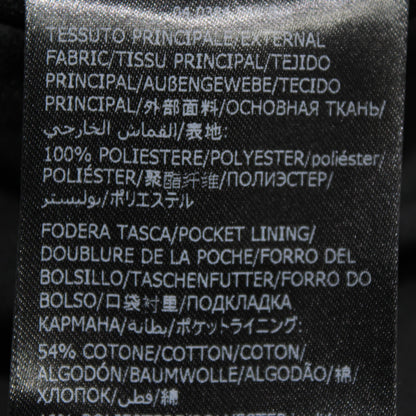 TESSUTO PRINCIPALE/EXTERNAL
FABRIC/TISSU PRINCIPAL/TEJIDO
PRINCIPAL/AUßENGEWEBE/TECIDO
PRINCIPAL/外部面料/ОСНОВНАЯ ТКАНЬ/
القماش الخارجي/表地:
100% POLIESTERE/POLYESTER/poliéster/
POLIÉSTER/聚酯纤维/ПОЛИЭСТЕР/
بوليستر/ポリエステル
FODERA TASCA/POCKET LINING/
DOUBLURE DE LA POCHE/FORRO DEL
BOLSILLO/TASCHENFUTTER/FORRO DO
BOLSO/口袋衬里/ПОДКЛАДКА
КАРМАНА/بطانة/ポケットライニング:
54% COTONE/COTTON/COTON/
ALGODÓN/BAUMWOLLE/ALGODÃO/棉/
ХЛОПОК/قطن/綿